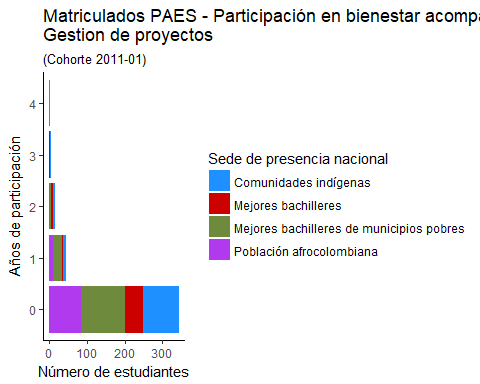 Matriculados PAES - Participación en bienestar acompa
Gestion de proyectos
(Cohorte 2011-01)
Años de participación
4
3
2
1
0
0 100 200 300
Número de estudiantes
Sede de presencia nacional
Comunidades indígenas
Mejores bachilleres
Mejores bachilleres de municipios pobres
Población afrocolombiana